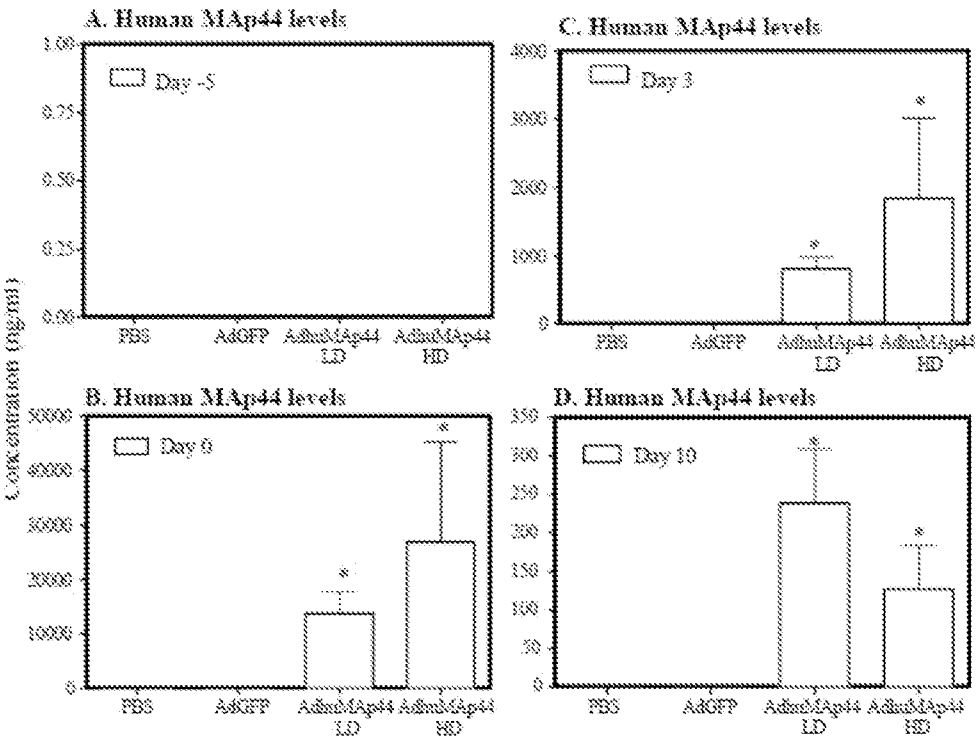 A. Human MAp44 levels
1.00
Day -5
0.75
0.50
0.25
0.00
PBS AdGFP AdhuMAp44 LD AdhuMAp44 HD
C. Human MAp44 levels
4000
Day 3
*
3000
2000
*
1000
0
PBS AdGFP AdhuMAp44 LD AdhuMAp44 HD
Concentration (ng/ml)
B. Human MAp44 levels
50000
Day 0
*
40000
30000
*
20000
10000
0
PBS AdGFP AdhuMAp44 LD AdhuMAp44 HD
D. Human MAp44 levels
350
*
300
Day 10
250
200
*
150
100
50
0
PBS AdGFP AdhuMAp44 LD AdhuMAp44 HD